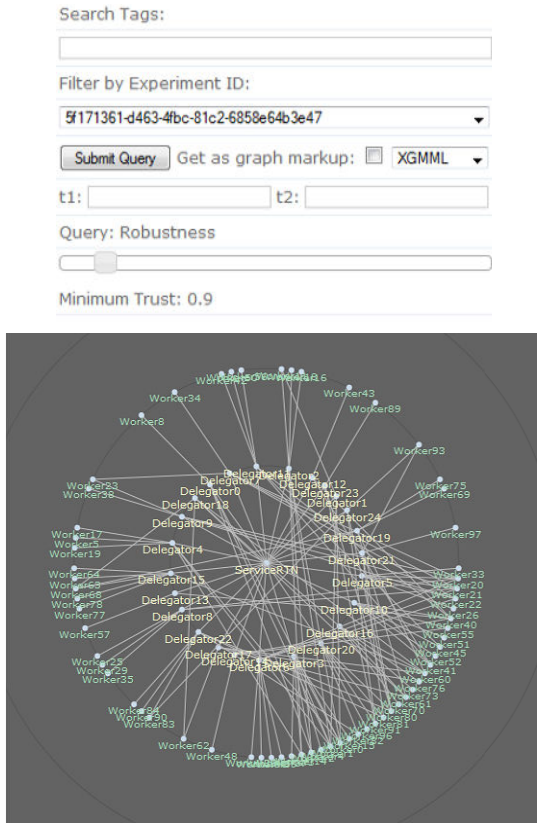 Search Tags:
Filter by Experiment ID:
5f171361-d463-4fbc-81c2-6858e64b3e47
Submit Query Get as graph markup: XGMML
t1: t2:
Query: Robustness
Minimum Trust: 0.9
Worker43
Worker34
Worker89
Worker8
Worker93
Worker23
Worker75
Worker38
Worker69
Delegator12
Delegator0
Delegator23
Delegator18
Delegator1
Delegator24
Delegator9
Worker17
Worker97
Worker5
Delegator19
Worker19
Delegator4
Delegator21
ServiceRTN
Worker64
Worker33
Worker63
Delegator15
Delegator5
Worker20
Worker68
Worker21
Worker78
Delegator13
Worker22
Worker77
Delegator10
Delegator8
Worker26
Worker57
Worker40
Delegator16
Worker55
Delegator22
Worker51
Delegator20
Worker45
Worker25
Delegator17
Worker52
Worker29
Delegator3
Worker41
Worker35
Worker60
Worker76
Worker73
Worker61
Worker70
Worker90
Worker80
Worker83
Worker91
Worker62
Worker48